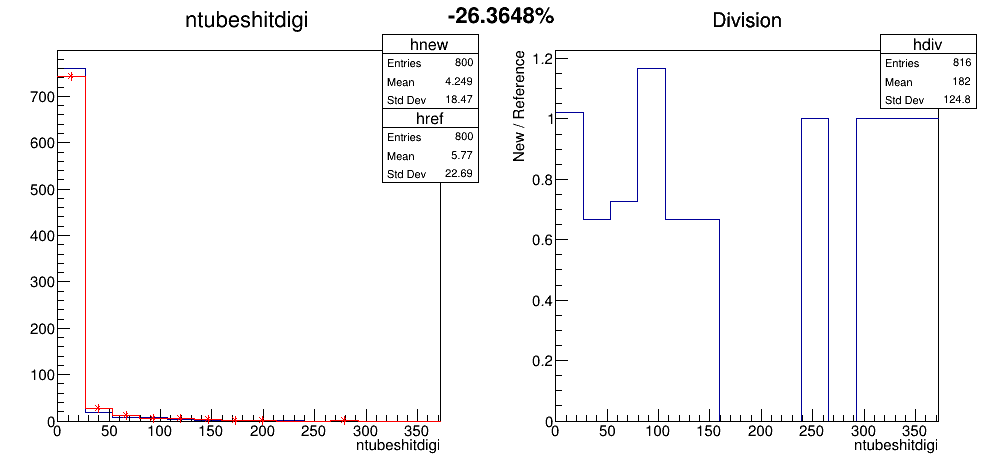 -26.3648%
ntubeshitdigi
hnew
Entries 800
Mean 4.249
Std Dev 18.47
href
Entries 800
Mean 5.77
Std Dev 22.69
700
600
500
400
300
200
100
0
0 50 100 150 200 250 300 350
ntubeshitdigi
Division
hdiv
Entries 816
Mean 182
Std Dev 124.8
New / Reference
1.2
1
0.8
0.6
0.4
0.2
0
0 50 100 150 200 250 300 350
ntubeshitdigi